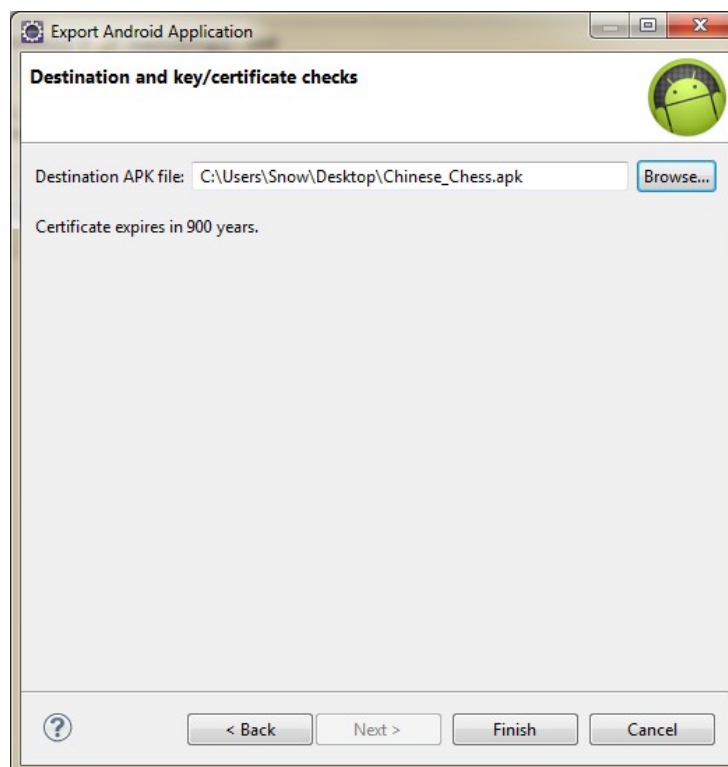 Export Android Application
Destination and key/certificate checks
Destination APK file: C:\Users\Snow\Desktop\Chinese_Chess.apk Browse...
Certificate expires in 900 years.
? < Back Next > Finish Cancel